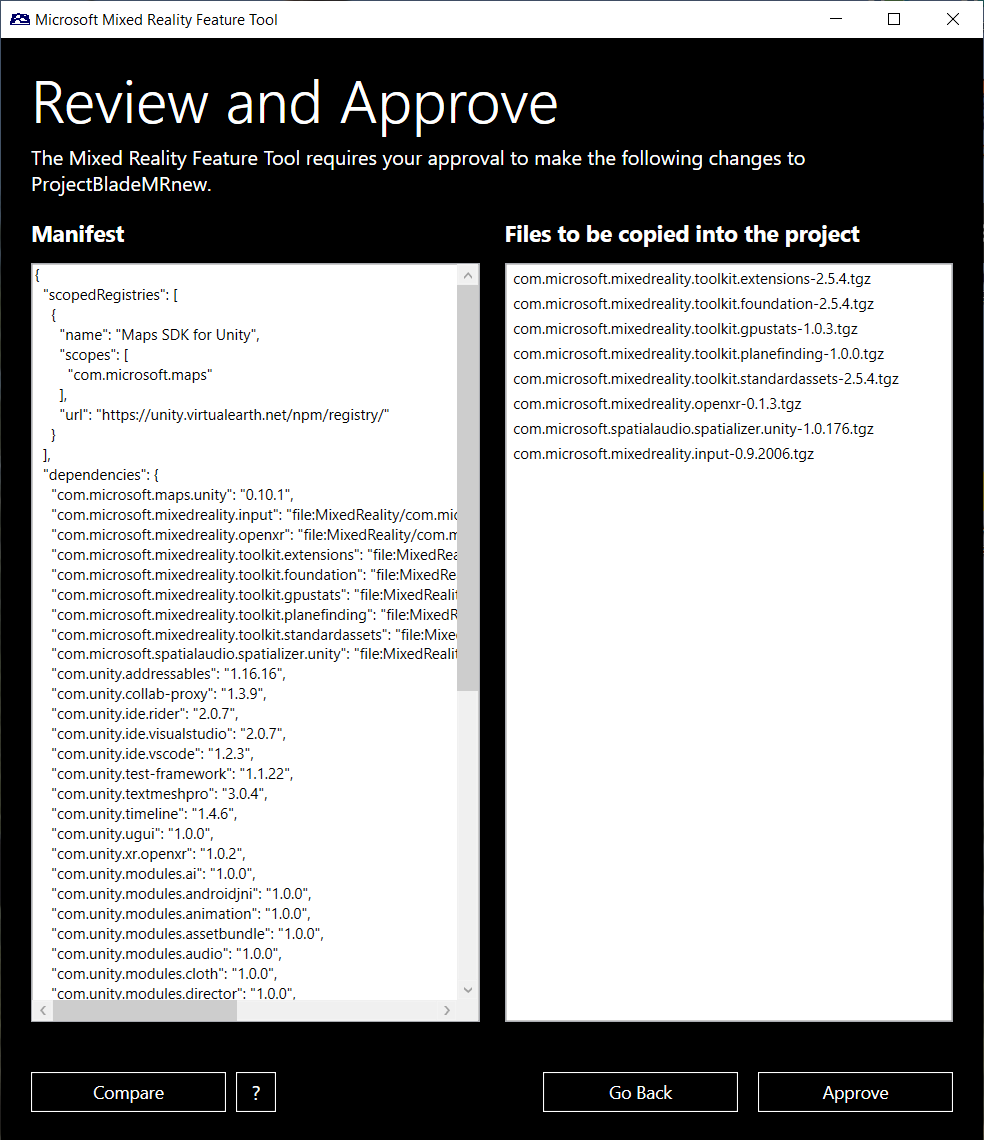 Microsoft Mixed Reality Feature Tool
Review and Approve
The Mixed Reality Feature Tool requires your approval to make the following changes to
ProjectBladeMRnew.
Manifest
{
"scopedRegistries": [
{
"name": "Maps SDK for Unity",
"scopes": [
"com.microsoft.maps"
],
"url": "https://unity.virtualearth.net/npm/registry/"
}
],
"dependencies": {
"com.microsoft.maps.unity": "0.10.1",
"com.microsoft.mixedreality.input": "file:MixedReality/com.mic
"com.microsoft.mixedreality.openxr": "file:MixedReality/com.m
"com.microsoft.mixedreality.toolkit.extensions": "file:MixedRea
"com.microsoft.mixedreality.toolkit.foundation": "file:MixedRe
"com.microsoft.mixedreality.toolkit.gpustats": "file:MixedRealit
"com.microsoft.mixedreality.toolkit.planefinding": "file:MixedR
"com.microsoft.mixedreality.toolkit.standardassets": "file:Mixe
"com.microsoft.spatialaudio.spatializer.unity": "file:MixedRealit
"com.unity.addressables": "1.16.16",
"com.unity.collab-proxy": "1.3.9",
"com.unity.ide.rider": "2.0.7",
"com.unity.ide.visualstudio": "2.0.7",
"com.unity.ide.vscode": "1.2.3",
"com.unity.test-framework": "1.1.22",
"com.unity.textmeshpro": "3.0.4",
"com.unity.timeline": "1.4.6",
"com.unity.ugui": "1.0.0",
"com.unity.xr.openxr": "1.0.2",
"com.unity.modules.ai": "1.0.0",
"com.unity.modules.androidjni": "1.0.0",
"com.unity.modules.animation": "1.0.0",
"com.unity.modules.assetbundle": "1.0.0",
"com.unity.modules.audio": "1.0.0",
"com.unity.modules.cloth": "1.0.0",
"com.unity.modules.director": "1.0.0",
Files to be copied into the project
com.microsoft.mixedreality.toolkit.extensions-2.5.4.tgz
com.microsoft.mixedreality.toolkit.foundation-2.5.4.tgz
com.microsoft.mixedreality.toolkit.gpustats-1.0.3.tgz
com.microsoft.mixedreality.toolkit.planefinding-1.0.0.tgz
com.microsoft.mixedreality.toolkit.standardassets-2.5.4.tgz
com.microsoft.mixedreality.openxr-0.1.3.tgz
com.microsoft.spatialaudio.spatializer.unity-1.0.176.tgz
com.microsoft.mixedreality.input-0.9.2006.tgz
Compare
?
Go Back
Approve